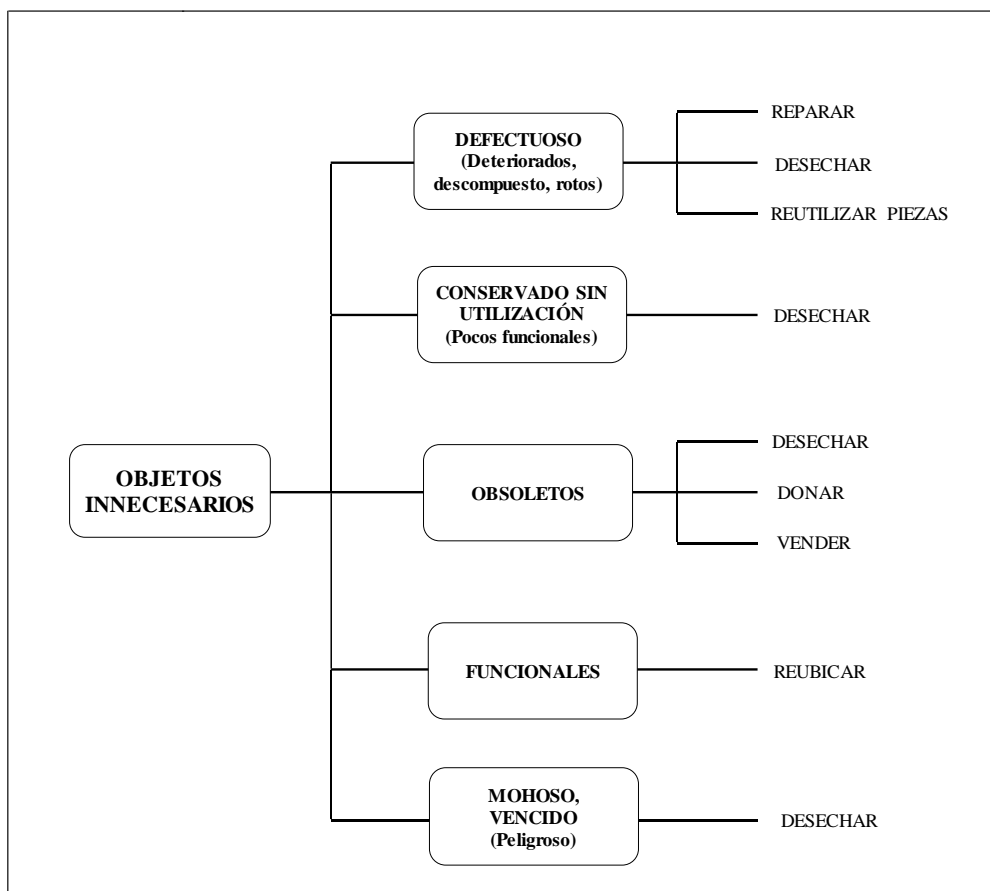 DEFECTUOSO
(Deteriorados,
descompuesto, rotos)
REPARAR
DESECHAR
REUTILIZAR PIEZAS
CONSERVADO SIN
UTILIZACIÓN
(Pocos funcionales)
DESECHAR
OBJETOS
INNECESARIOS
OBSOLETOS
DESECHAR
DONAR
VENDER
FUNCIONALES
REUBICAR
MOHOSO,
VENCIDO
(Peligroso)
DESECHAR